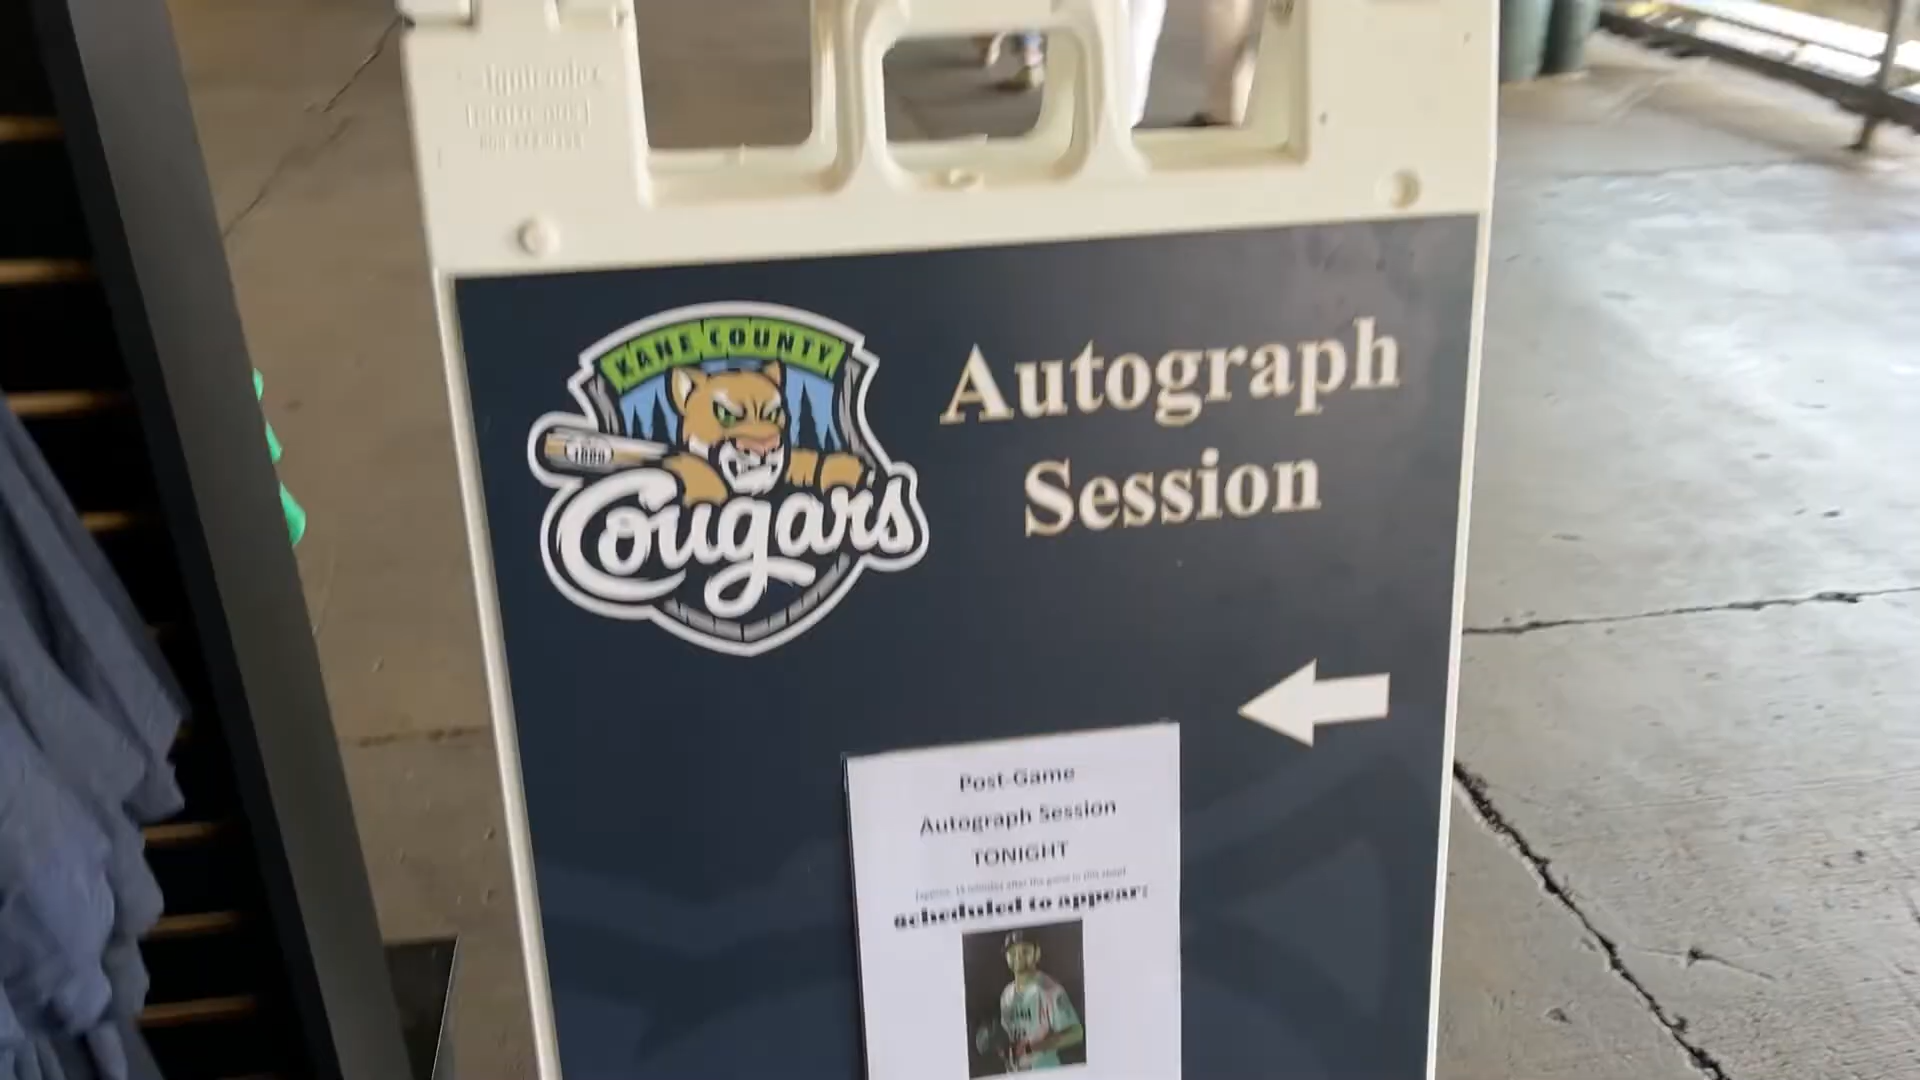 KANE COUNTY
Cougars
Autograph
Session
Post-Game
Autograph Session
TONIGHT
scheduled to appear: